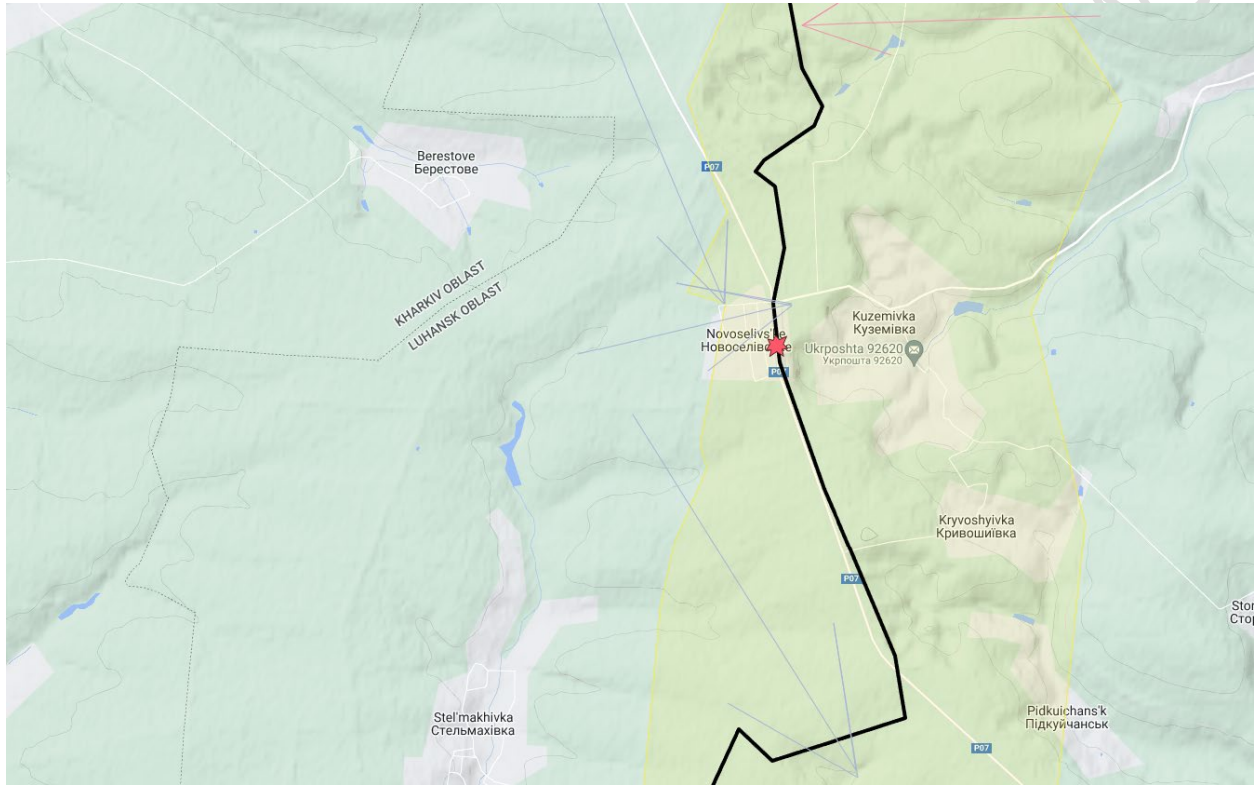 Berestove
Берестове
P07
KHARKIV OBLAST
LUHANSK OBLAST
Kuzemivka
Куземівка
Ukrposhta 92620
Укрпошта 92620
P07
Kryvoshyivka
Кривошиївка
P07
Stel'makhivka
Стельмахівка
Pidkuichans'k
Підкуйчанськ
P07